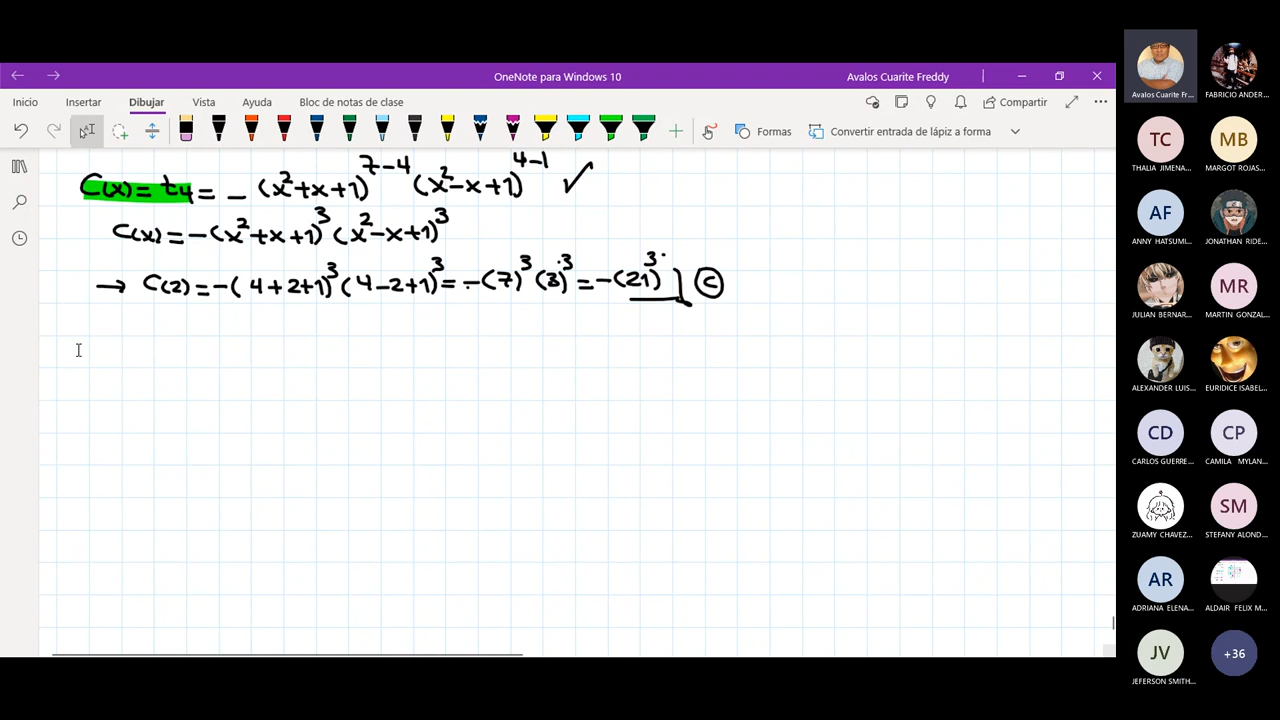 OneNote para Windows 10
Avalos Cuarite Freddy
Inicio Insertar Dibujar Vista Ayuda Bloc de notas de clase Compartir
Formas Convertir entrada de lápiz a forma
C(x) = t₄ = - (x²+x+1)⁷⁻⁴ (x²-x+1)⁴⁻¹ ✓
C(x) = -(x²+x+1)³ (x²-x+1)³
→ C(2) = -(4+2+1)³ (4-2+1)³ = -(7)³ (3)³ = -(21)³ Ⓒ
Avalos Cuarite Fr...
FABRICIO ANDER...
TC
THALIA JIMENA...
MB
MARGOT ROJAS...
AF
ANNY HATSUMI...
JONATHAN RIDE...
JULIAN BERNAR...
MR
MARTIN GONZAL...
ALEXANDER LUIS...
EURIDICE ISABEL...
CD
CARLOS GUERRE...
CP
CAMILA MYLAN...
ZUAMY CHAVEZ...
SM
STEFANY ALOND...
AR
ADRIANA ELENA...
ALDAIR FELIX M...
JV
JEFERSON SMITH...
+36